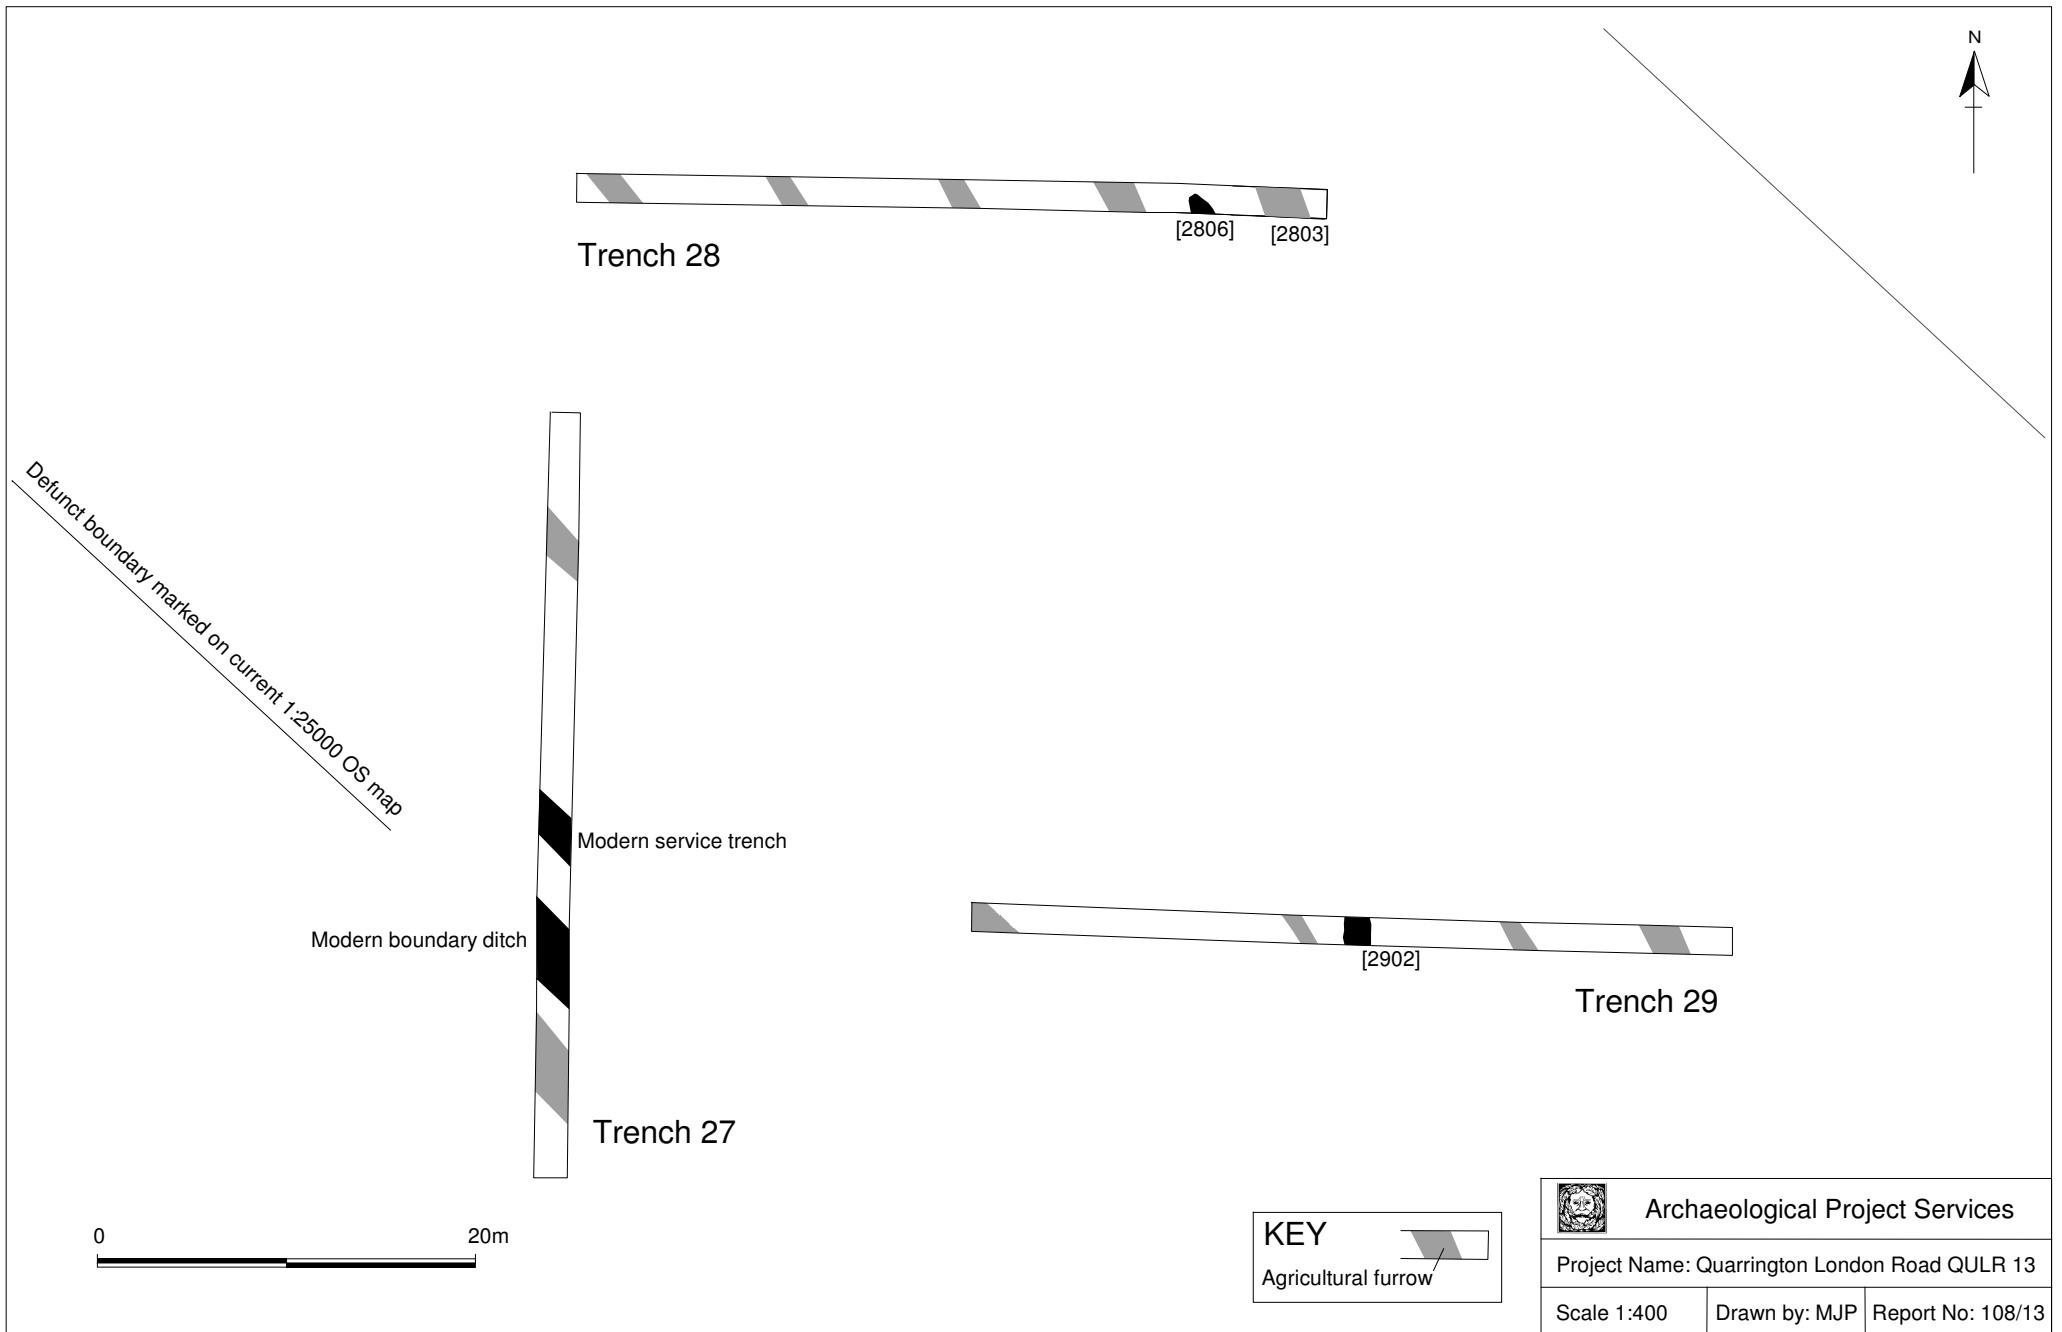 N
[2806]
[2803]
Trench 28
Defunct boundary marked on current 1:25000 OS map
Modern service trench
Modern boundary ditch
[2902]
Trench 29
Trench 27
0
20m
KEY
Agricultural furrow
Archaeological Project Services
Project Name: Quarrington London Road QULR 13
Scale 1:400
Drawn by: MJP
Report No: 108/13